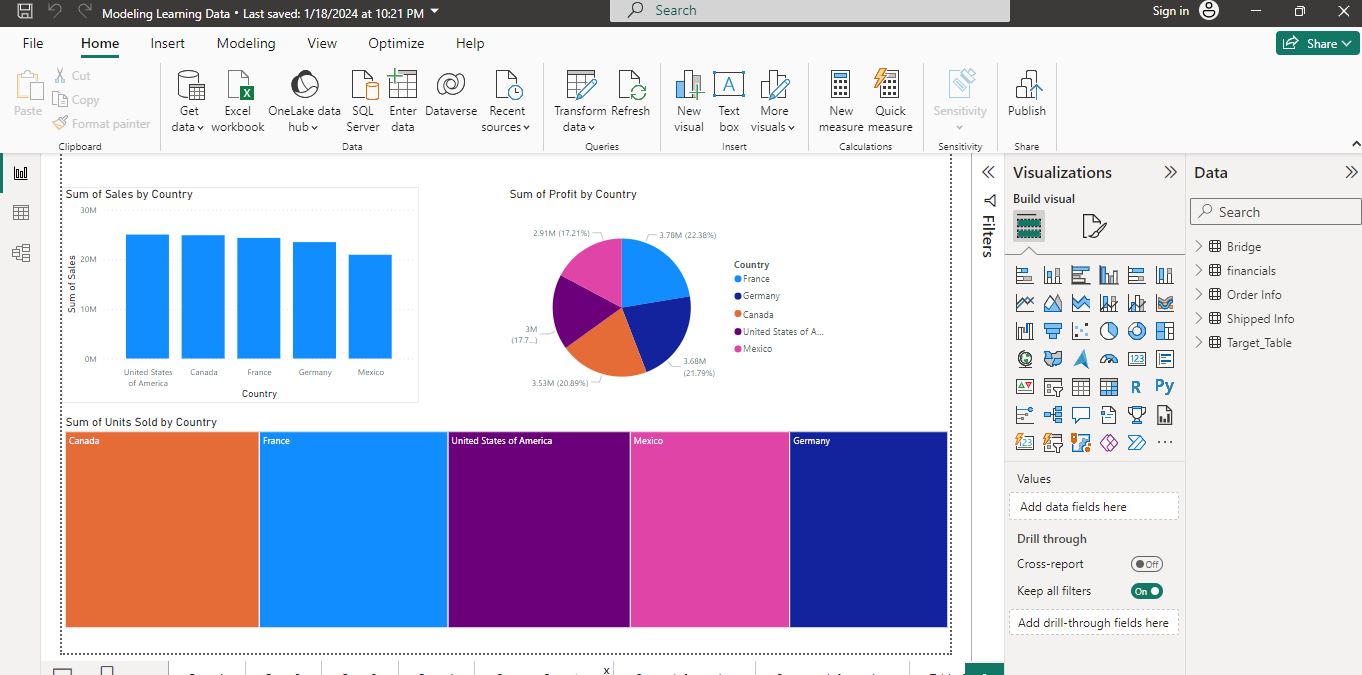 Modeling Learning Data • Last saved: 1/18/2024 at 10:21 PM
Search
Sign in
File Home Insert Modeling View Optimize Help
Share
Paste
Cut
Copy
Format painter
Clipboard
Get data
Excel workbook
OneLake data hub
SQL Server
Enter data
Dataverse
Recent sources
Data
Transform data
Refresh
Queries
New visual
Text box
More visuals
Insert
New measure
Quick measure
Calculations
Sensitivity
Sensitivity
Publish
Share
Sum of Sales by Country
30M
20M
10M
0M
Sum of Sales
United States of America
Canada
France
Germany
Mexico
Country
Sum of Profit by Country
2.91M (17.21%)
3.78M (22.38%)
3M
(17.7...)
3.68M
(21.79%)
3.53M (20.89%)
Country
France
Germany
Canada
United States of A...
Mexico
Sum of Units Sold by Country
Canada
France
United States of America
Mexico
Germany
Filters
Visualizations
Build visual
123
R
Py
123
Values
Add data fields here
Drill through
Cross-report
Off
Keep all filters
On
Add drill-through fields here
Data
Search
Bridge
financials
Order Info
Shipped Info
Target_Table
x